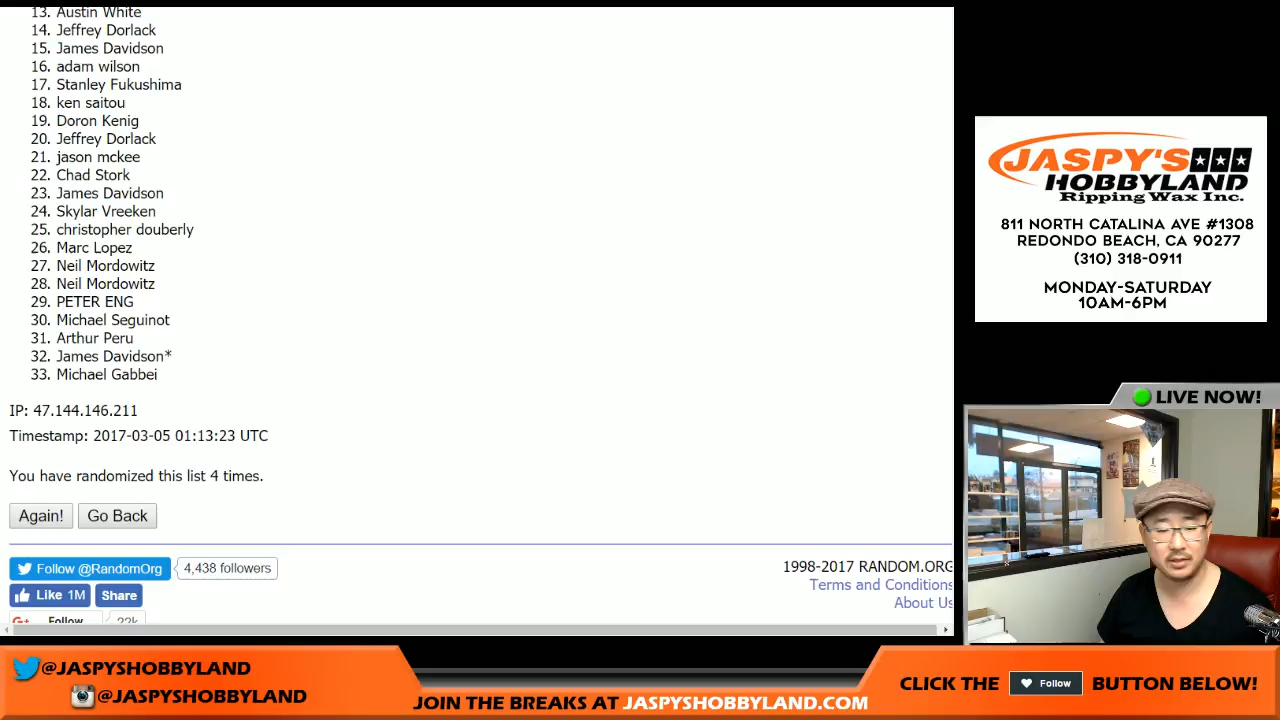 13. Austin White
14. Jeffrey Dorlack
15. James Davidson
16. adam wilson
17. Stanley Fukushima
18. ken saitou
19. Doron Kenig
20. Jeffrey Dorlack
21. jason mckee
22. Chad Stork
23. James Davidson
24. Skylar Vreeken
25. christopher douberly
26. Marc Lopez
27. Neil Mordowitz
28. Neil Mordowitz
29. PETER ENG
30. Michael Seguinot
31. Arthur Peru
32. James Davidson*
33. Michael Gabbei
IP: 47.144.146.211
Timestamp: 2017-03-05 01:13:23 UTC
You have randomized this list 4 times.
Again! Go Back
Follow @RandomOrg 4,438 followers
Like 1M Share
G+ Follow 22k
1998-2017 RANDOM.ORG
Terms and Conditions
About Us
JASPY'S
HOBBYLAND
Ripping Wax Inc.
811 NORTH CATALINA AVE #1308
REDONDO BEACH, CA 90277
(310) 318-0911
MONDAY-SATURDAY
10AM-6PM
LIVE NOW!
@JASPYSHOBBYLAND
@JASPYSHOBBYLAND
JOIN THE BREAKS AT JASPYSHOBBYLAND.COM
CLICK THE Follow BUTTON BELOW!